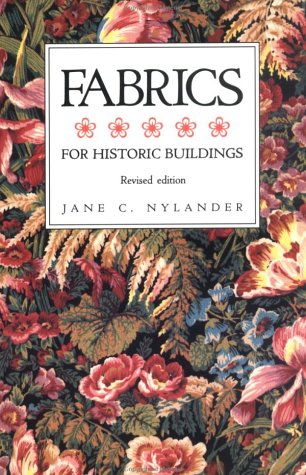 FABRICS
FOR HISTORIC BUILDINGS
Revised edition
JANE C. NYLANDER